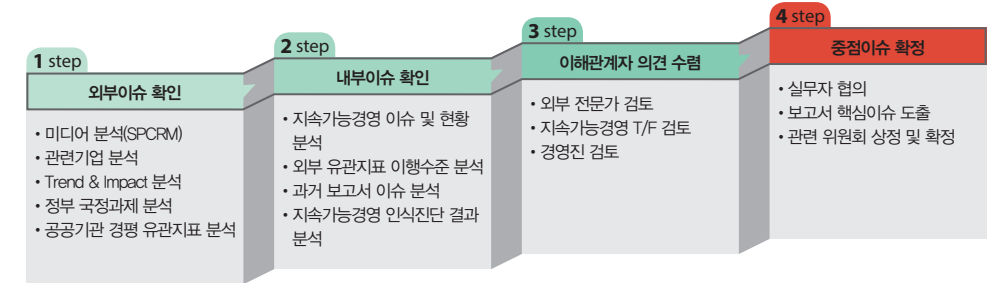 1 step
외부이슈 확인
• 미디어 분석(SPCRM)
• 관련기업 분석
• Trend & Impact 분석
• 정부 국정과제 분석
• 공공기관 경평 유관지표 분석
2 step
내부이슈 확인
• 지속가능경영 이슈 및 현황
분석
• 외부 유관지표 이행수준 분석
• 과거 보고서 이슈 분석
• 지속가능경영 인식진단 결과
분석
3 step
이해관계자 의견 수렴
• 외부 전문가 검토
• 지속가능경영 T/F 검토
• 경영진 검토
4 step
중점이슈 확정
• 실무자 협의
• 보고서 핵심이슈 도출
• 관련 위원회 상정 및 확정